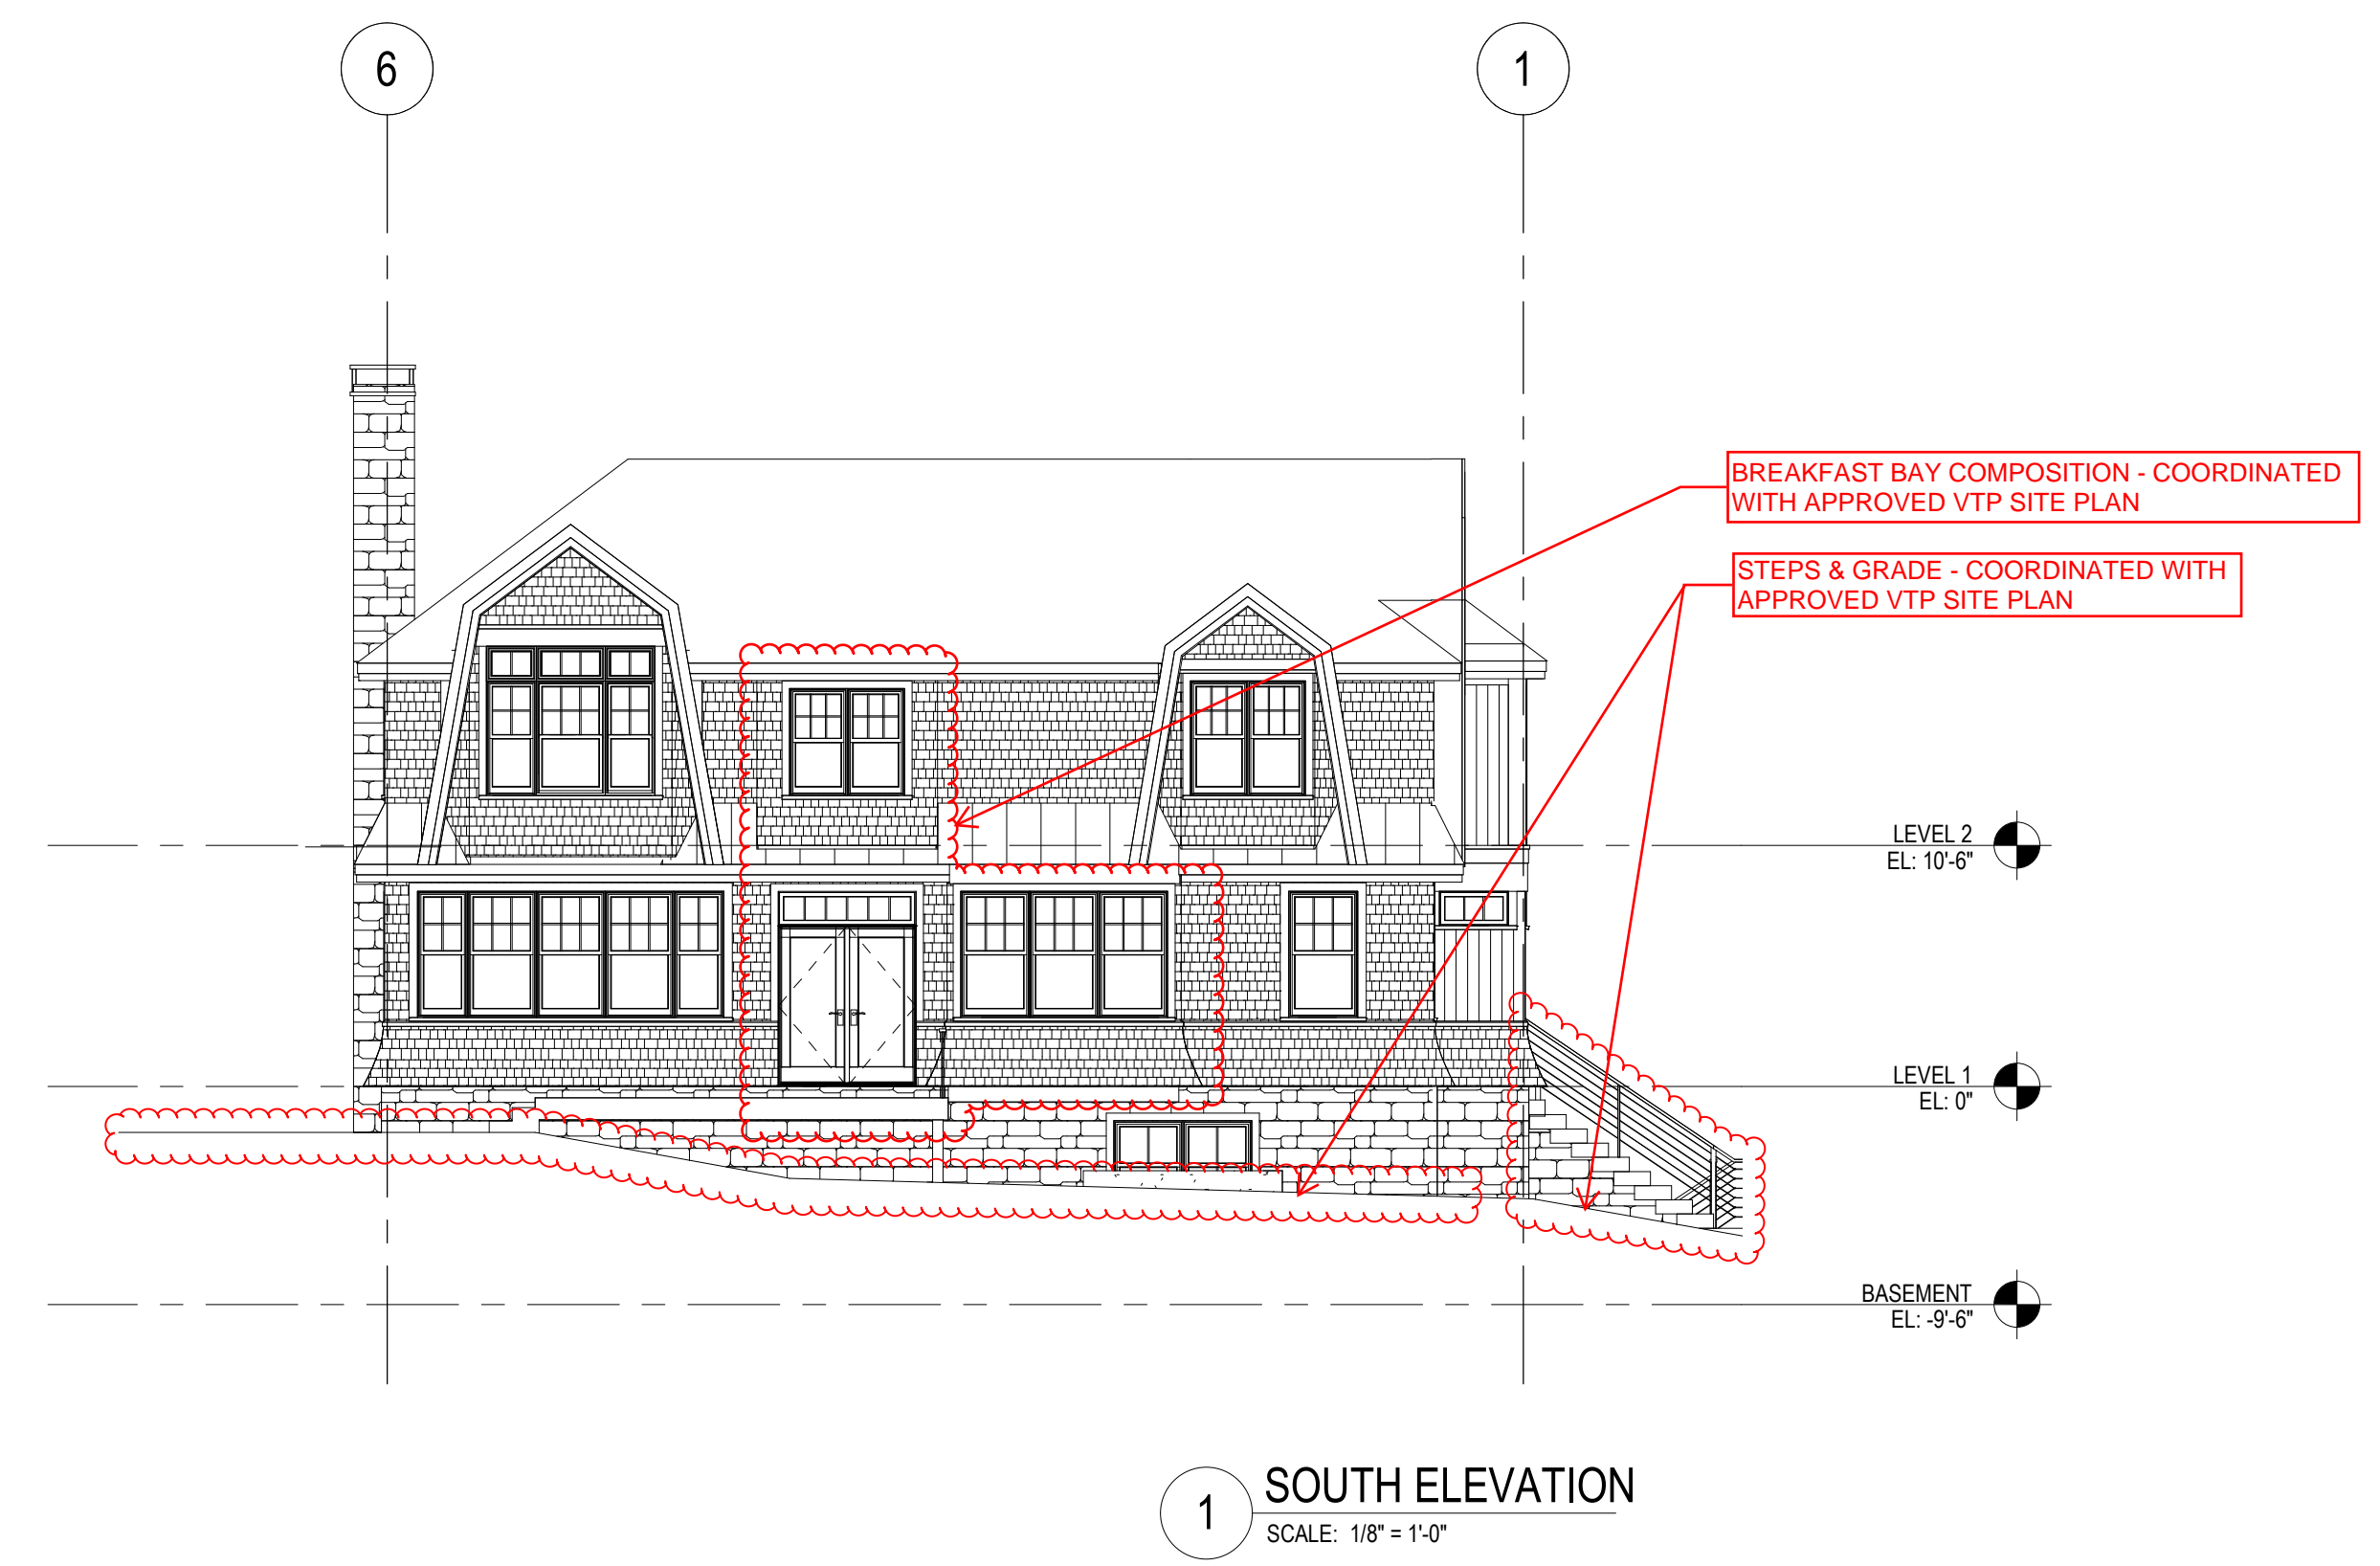 6
1
BREAKFAST BAY COMPOSITION - COORDINATED
WITH APPROVED VTP SITE PLAN
STEPS & GRADE - COORDINATED WITH
APPROVED VTP SITE PLAN
LEVEL 2
EL: 10'-6"
LEVEL 1
EL: 0"
BASEMENT
EL: -9'-6"
1
SOUTH ELEVATION
SCALE: 1/8" = 1'-0"